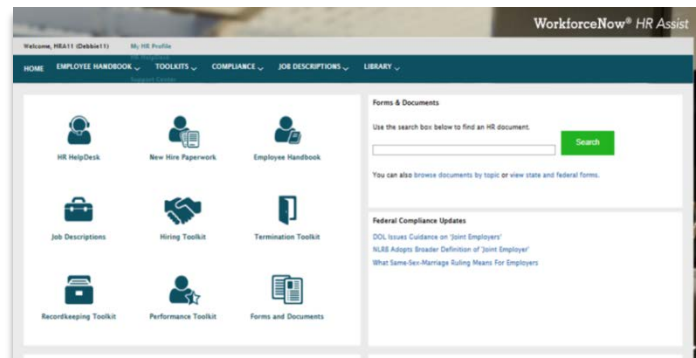 WorkforceNow® HR Assist
Welcome, HRA11 (Debbie11) My HR Profile
HR HelpDesk
Support Center
HOME EMPLOYEE HANDBOOK TOOLKITS COMPLIANCE JOB DESCRIPTIONS LIBRARY
HR HelpDesk New Hire Paperwork Employee Handbook
Job Descriptions Hiring Toolkit Termination Toolkit
Recordkeeping Toolkit Performance Toolkit Forms and Documents
Forms & Documents
Use the search box below to find an HR document.
Search
You can also browse documents by topic or view state and federal forms.
Federal Compliance Updates
DOL Issues Guidance on 'Joint Employers'
NLRB Adopts Broader Definition of 'Joint Employer'
What Same-Sex-Marriage Ruling Means For Employers